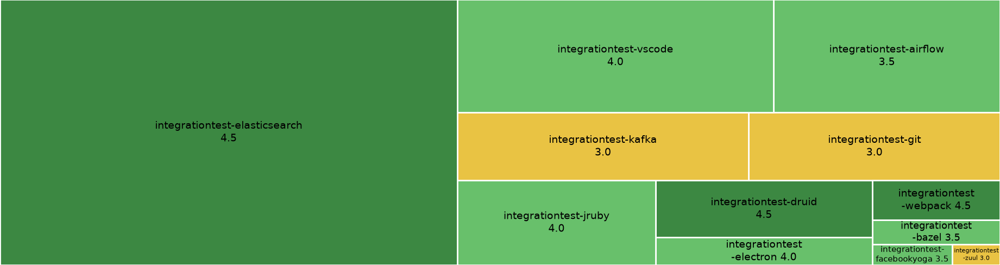 integrationtest-elasticsearch
4.5
integrationtest-vscode
4.0
integrationtest-airflow
3.5
integrationtest-kafka
3.0
integrationtest-git
3.0
integrationtest-jruby
4.0
integrationtest-druid
4.5
integrationtest
-electron 4.0
integrationtest
-webpack 4.5
integrationtest
-bazel 3.5
integrationtest-
facebookyoga 3.5
integrationtest
-zuul 3.0